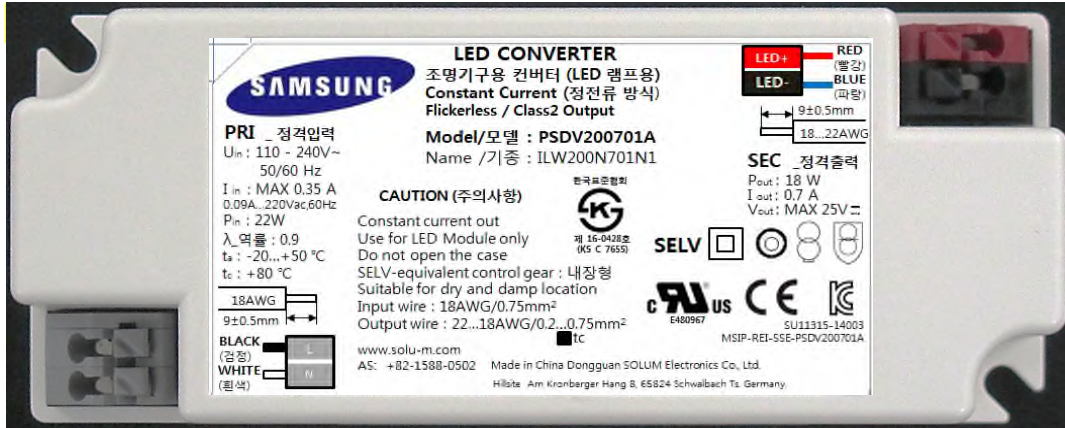 SAMSUNG
LED CONVERTER
조명기구용 컨버터 (LED 램프용)
Constant Current (정전류 방식)
Flickerless / Class2 Output
Model/모델 : PSDV200701A
Name /기종 : ILW200N701N1
PRI _ 정격입력
Uin : 110 - 240V~
50/60 Hz
I in : MAX 0.35 A
0.09A...220Vac,60Hz
Pin : 22W
λ_역률 : 0.9
ta : -20...+50 ℃
tc : +80 ℃
18AWG
9±0.5mm
BLACK
(검정)
L
WHITE
(흰색)
N
CAUTION (주의사항)
Constant current out
Use for LED Module only
Do not open the case
SELV-equivalent control gear : 내장형
Suitable for dry and damp location
Input wire : 18AWG/0.75mm²
Output wire : 22...18AWG/0.2...0.75mm²
tc
www.solu-m.com
AS: +82-1588-0502 Made in China Dongguan SOLUM Electronics Co., Ltd.
Hillsite Am Kronberger Hang 8, 65824 Schwalbach Ts. Germany.
한국표준협회
제 16-0428호
(KS C 7655)
LED+
RED
(빨강)
LED-
BLUE
(파랑)
9±0.5mm
18...22AWG
SEC _정격출력
Pout : 18 W
I out : 0.7 A
Vout : MAX 25V
SELV
c RU US
E480967
CE
SU11315-14003
MSIP-REI-SSE-PSDV200701A